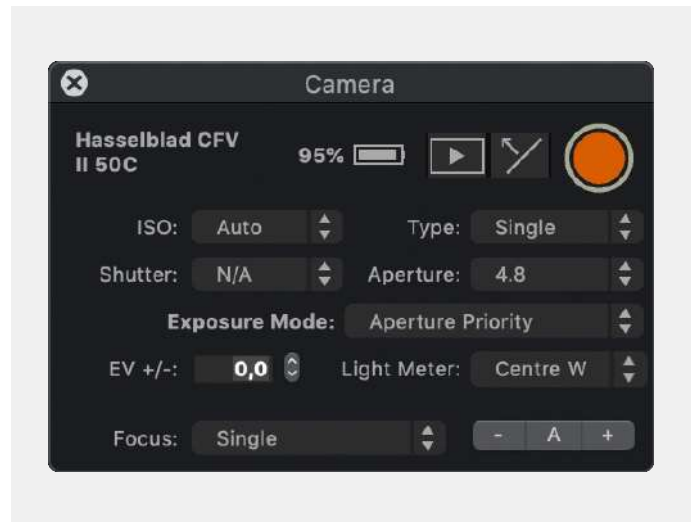 Camera
Hasselblad CFV
II 50C
95%
ISO: Auto Type: Single
Shutter: N/A Aperture: 4.8
Exposure Mode: Aperture Priority
EV +/-: 0,0 Light Meter: Centre W
Focus: Single - A +